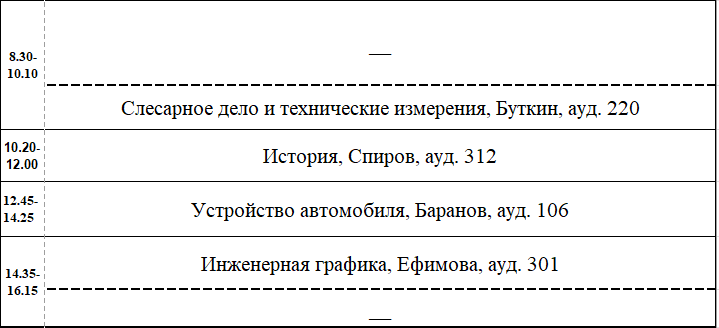 —
8.30-
10.10
Слесарное дело и технические измерения, Буткин, ауд. 220
10.20-
12.00
История, Спиров, ауд. 312
12.45-
14.25
Устройство автомобиля, Баранов, ауд. 106
Инженерная графика, Ефимова, ауд. 301
14.35-
16.15
—